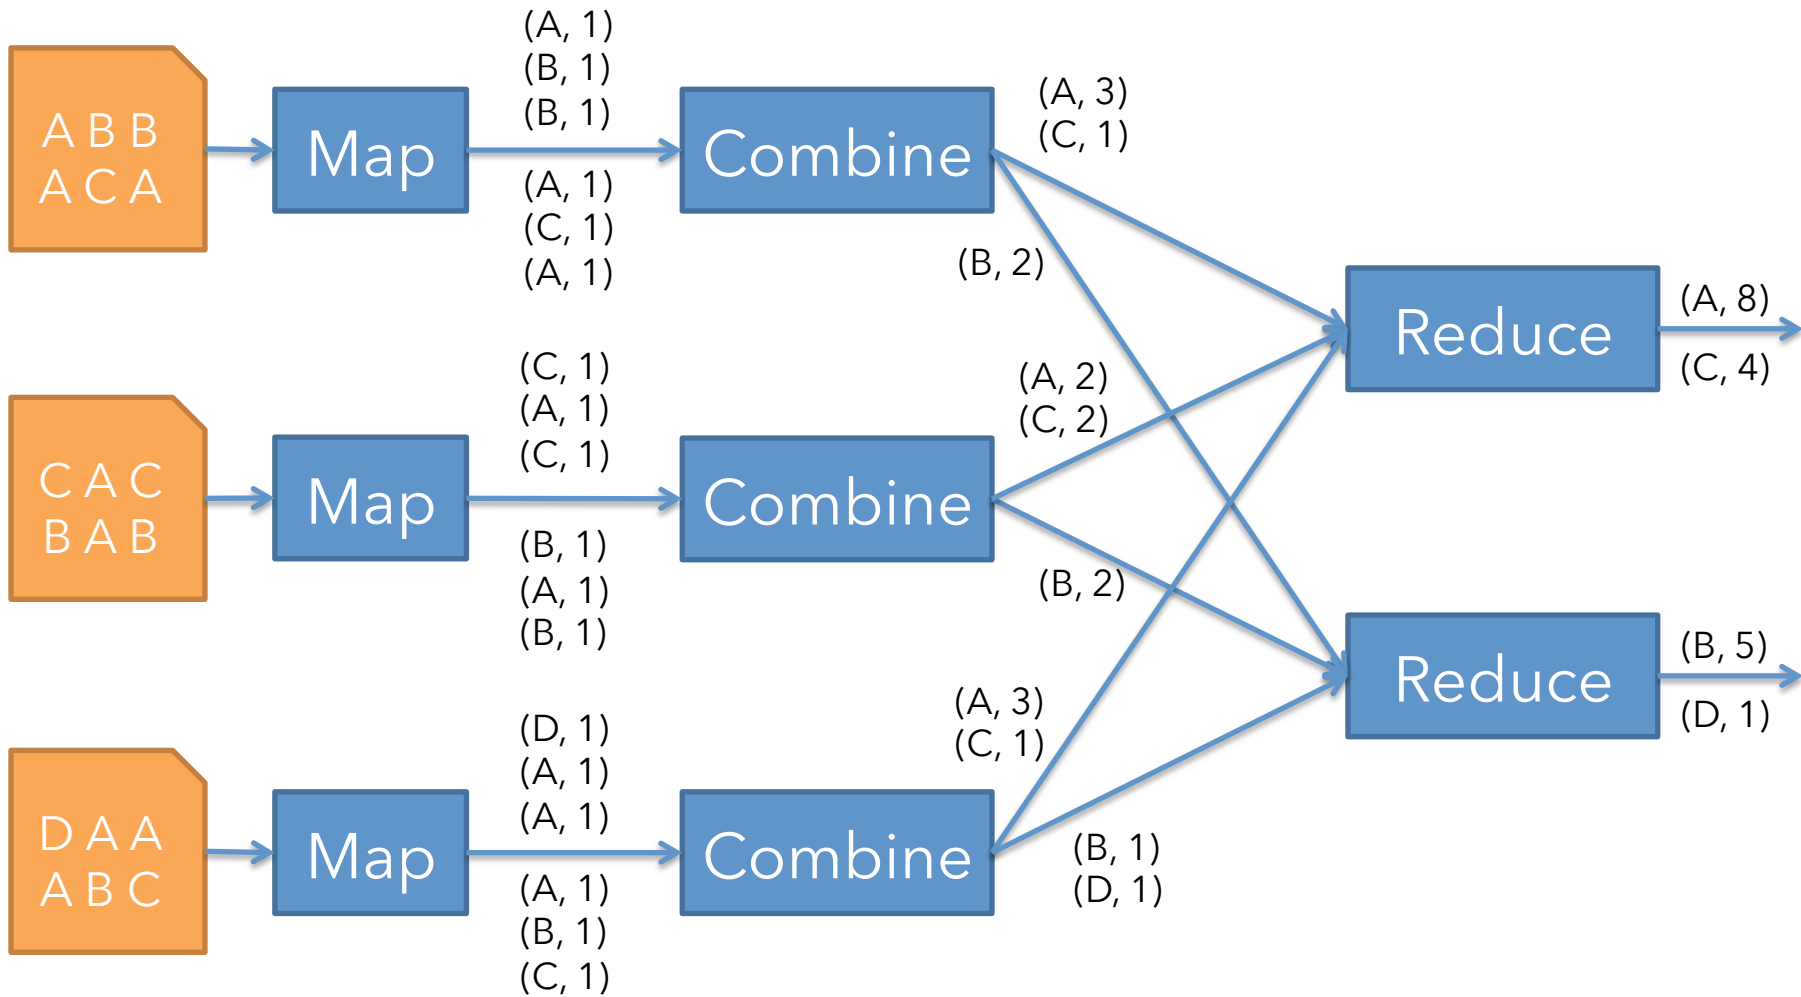 A B B
A C A
Map
(A, 1)
(B, 1)
(B, 1)
(A, 1)
(C, 1)
(A, 1)
Combine
(A, 3)
(C, 1)
(B, 2)
C A C
B A B
Map
(C, 1)
(A, 1)
(C, 1)
(B, 1)
(A, 1)
(B, 1)
Combine
(A, 2)
(C, 2)
(B, 2)
D A A
A B C
Map
(D, 1)
(A, 1)
(A, 1)
(A, 1)
(B, 1)
(C, 1)
Combine
(A, 3)
(C, 1)
(B, 1)
(D, 1)
Reduce
(A, 8)
(C, 4)
Reduce
(B, 5)
(D, 1)